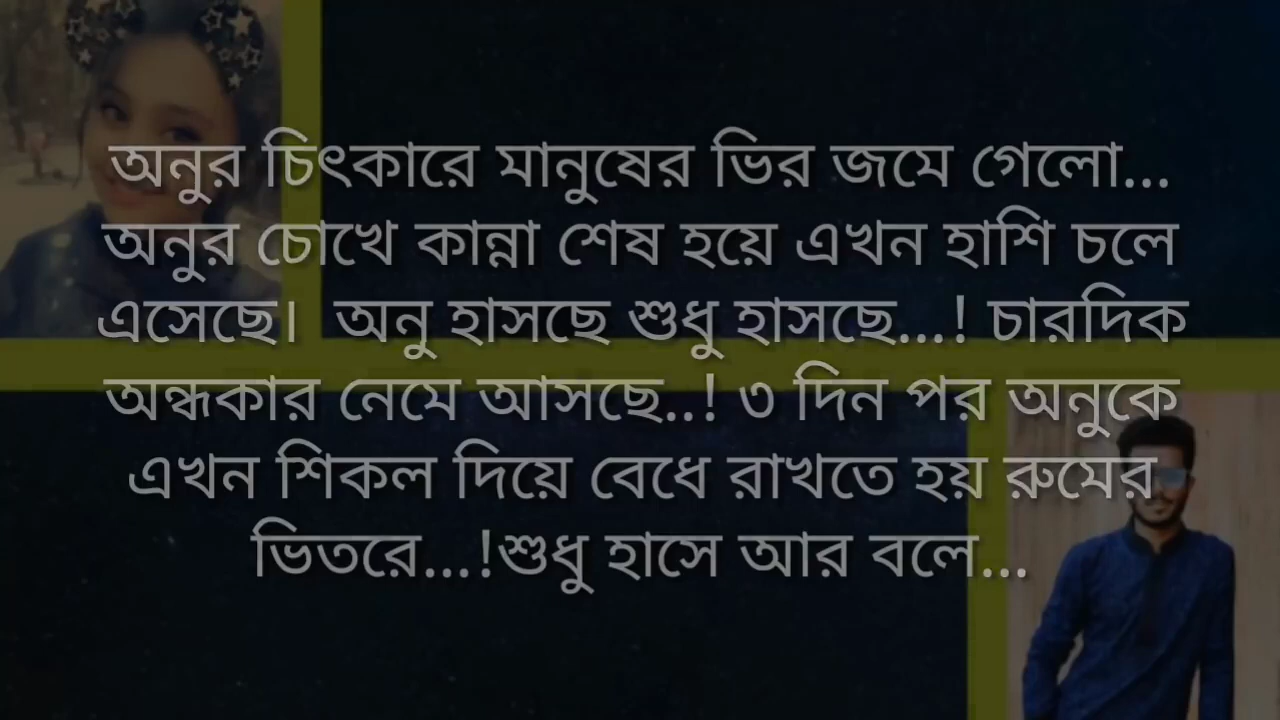 অনুর চিৎকারে মানুষের ভির জমে গেলো...
অনুর চোখে কান্না শেষ হয়ে এখন হাশি চলে
এসেছে।  অনু হাসছে শুধু হাসছে...! চারদিক
অন্ধকার নেমে আসছে..! ৩ দিন পর অনুকে
এখন শিকল দিয়ে বেধে রাখতে হয় রুমের
ভিতরে...!শুধু হাসে আর বলে...